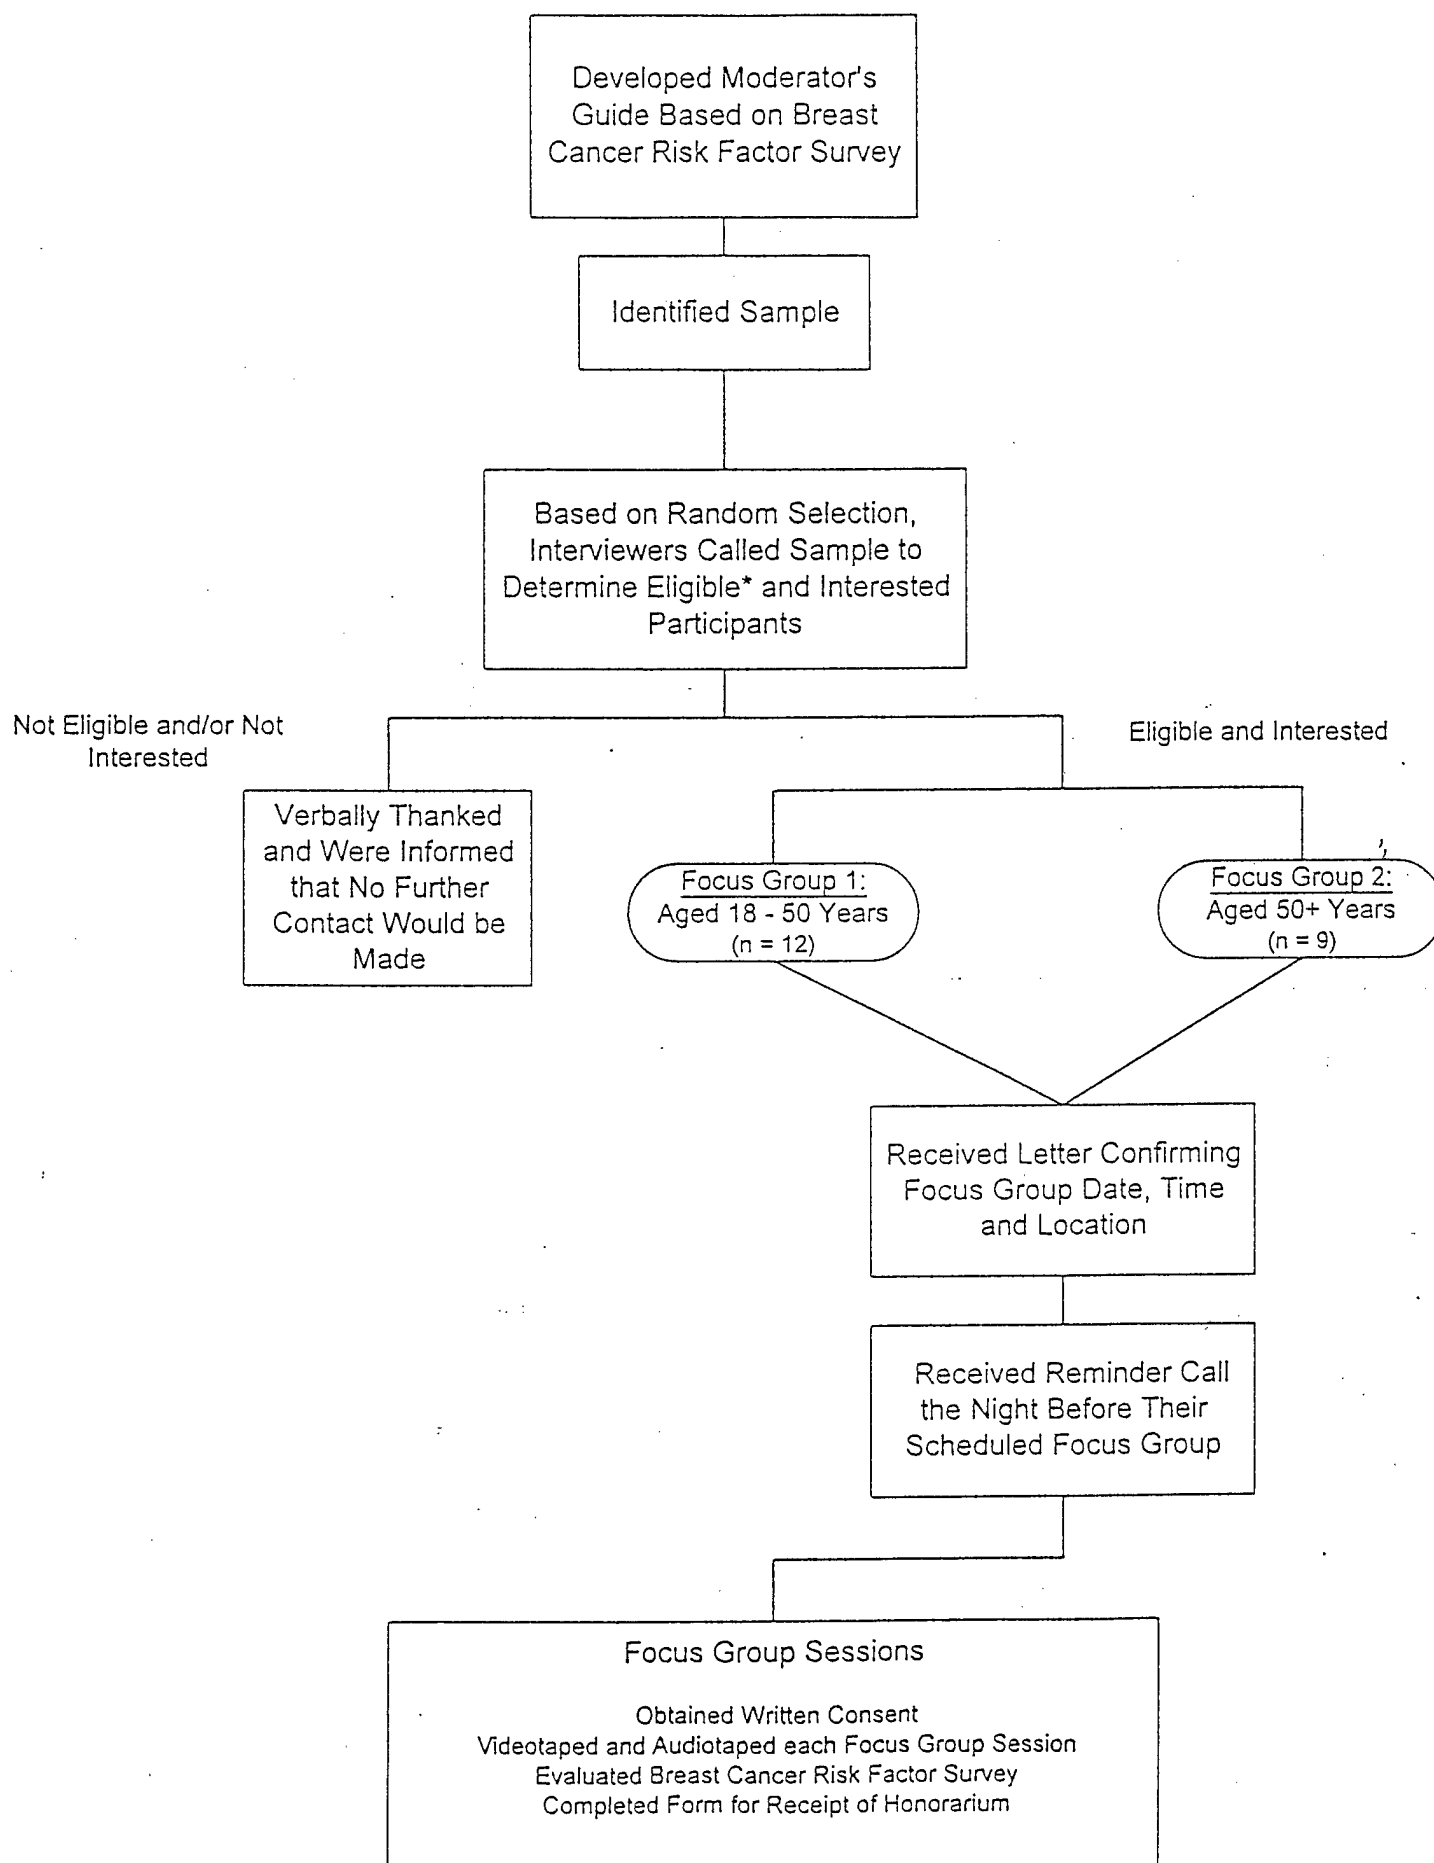 Developed Moderator's
Guide Based on Breast
Cancer Risk Factor Survey
Identified Sample
Based on Random Selection,
Interviewers Called Sample to
Determine Eligible* and Interested
Participants
Not Eligible and/or Not
Interested
Eligible and Interested
Verbally Thanked
and Were Informed
that No Further
Contact Would be
Made
Focus Group 1:
Aged 18 - 50 Years
(n = 12)
Focus Group 2:
Aged 50+ Years
(n = 9)
Received Letter Confirming
Focus Group Date, Time
and Location
Received Reminder Call
the Night Before Their
Scheduled Focus Group
Focus Group Sessions
Obtained Written Consent
Videotaped and Audiotaped each Focus Group Session
Evaluated Breast Cancer Risk Factor Survey
Completed Form for Receipt of Honorarium